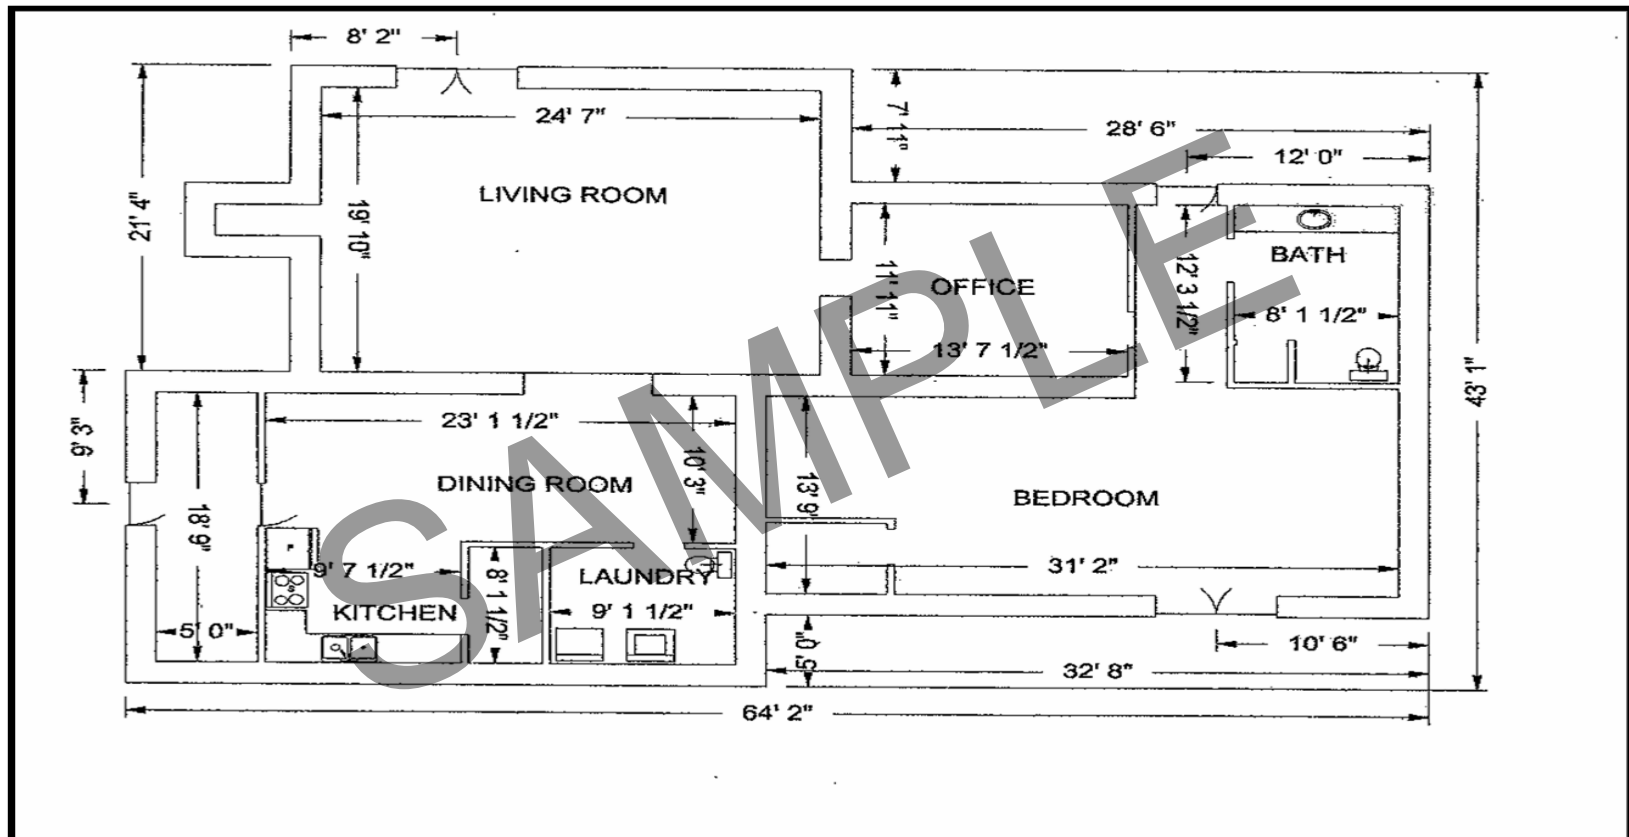 8' 2"
21' 4"
24' 7"
7' 11"
28' 6"
12' 0"
LIVING ROOM
19' 10"
OFFICE
11' 11"
13' 7 1/2"
12' 3 1/2"
BATH
8' 1 1/2"
43' 1"
9' 3"
23' 1 1/2"
DINING ROOM
10' 3"
18' 9"
13' 9"
BEDROOM
31' 2"
9' 7 1/2"
KITCHEN
8' 1 1/2"
LAUNDRY
9' 1 1/2"
5' 0"
5' 0"
10' 6"
32' 8"
64' 2"
SAMPLE